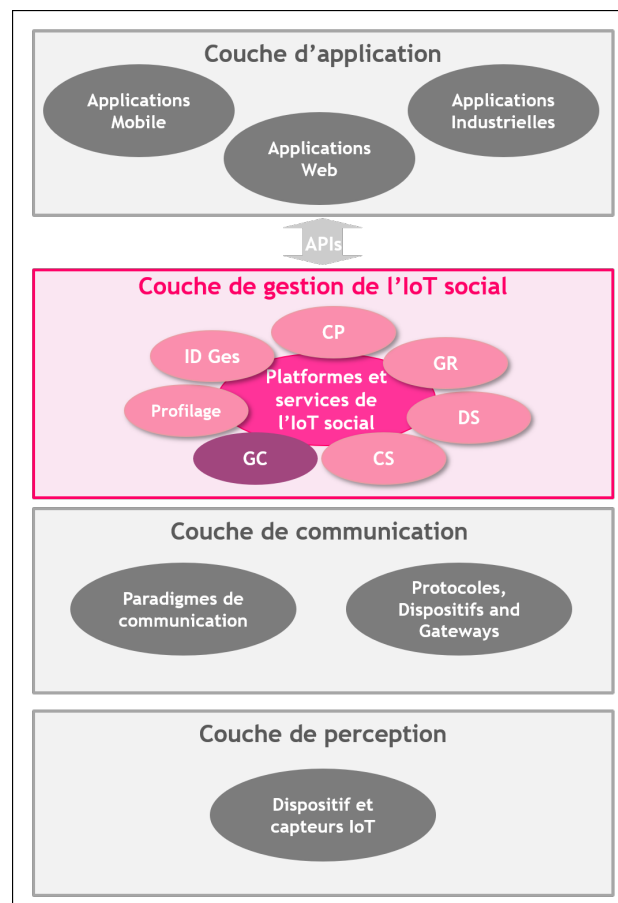 Couche d'application
Applications
Mobile
Applications
Web
Applications
Industrielles
APIs
Couche de gestion de l'IoT social
CP
ID Ges
GR
Platformes et
services de
l'IoT social
Profilage
DS
GC
CS
Couche de communication
Paradigmes de
communication
Protocoles,
Dispositifs and
Gateways
Couche de perception
Dispositif et
capteurs IoT